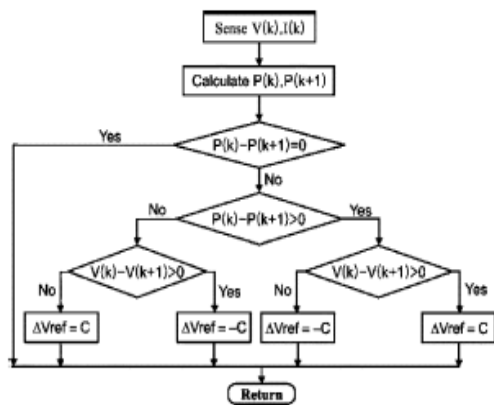 Sense V(k),I(k)
Calculate P(k),P(k+1)
Yes
P(k)-P(k+1)=0
No
No
P(k)-P(k+1)>0
Yes
V(k)-V(k+1)>0
V(k)-V(k+1)>0
No
Yes
No
Yes
ΔVref = C
ΔVref = -C
ΔVref = -C
ΔVref = C
Return